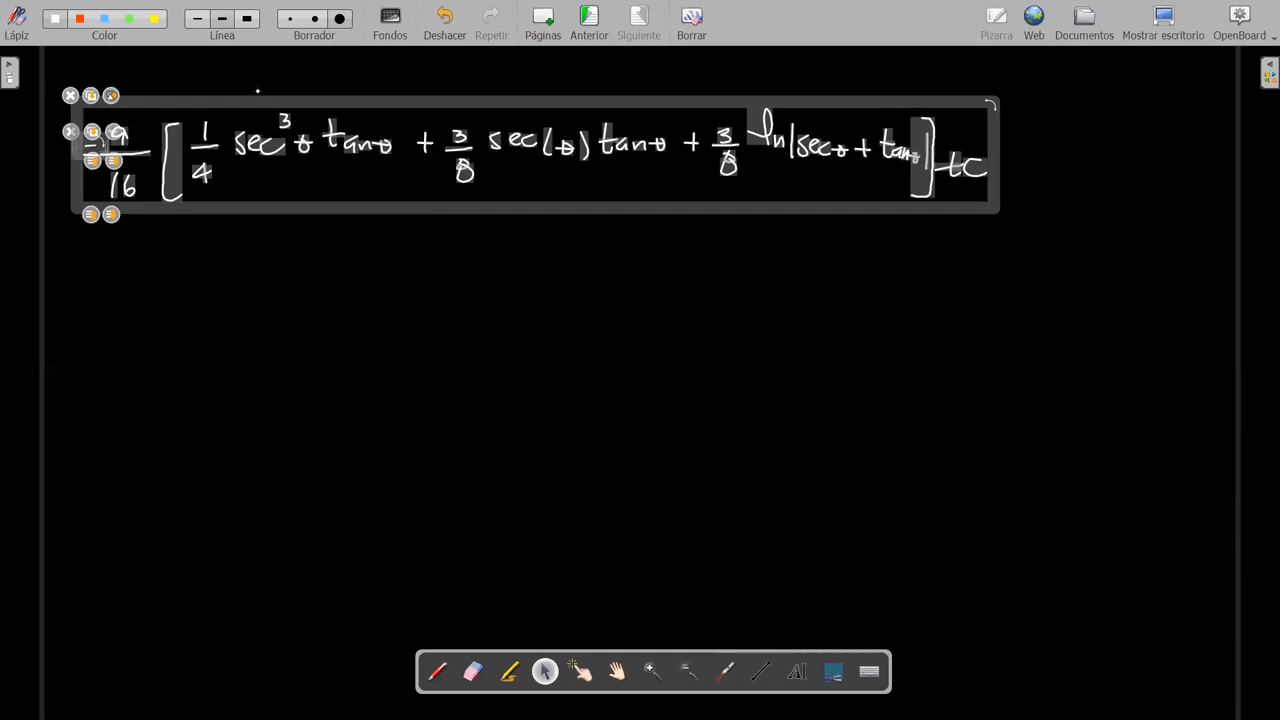 Lápiz Color Línea Borrador Fondos Deshacer Repetir Páginas Anterior Siguiente Borrar Pizarra Web Documentos Mostrar escritorio OpenBoard
9/16 [ 1/4 sec³θ tanθ + 3/8 sec(θ) tanθ + 3/8 ln|secθ + tanθ| ] + C